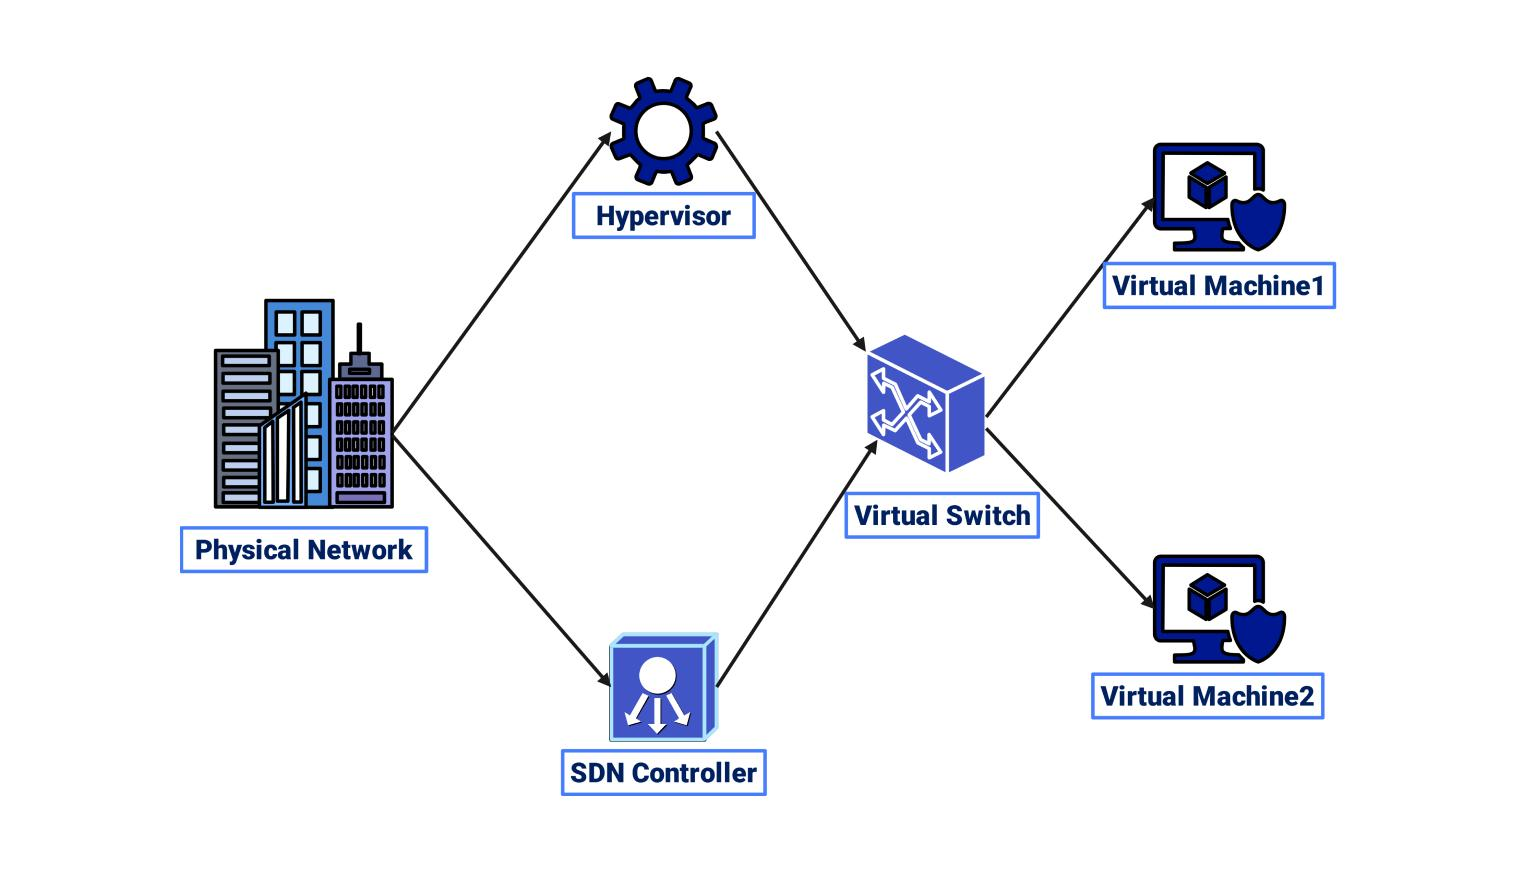 Hypervisor
Virtual Machine1
Virtual Switch
Physical Network
Virtual Machine2
SDN Controller